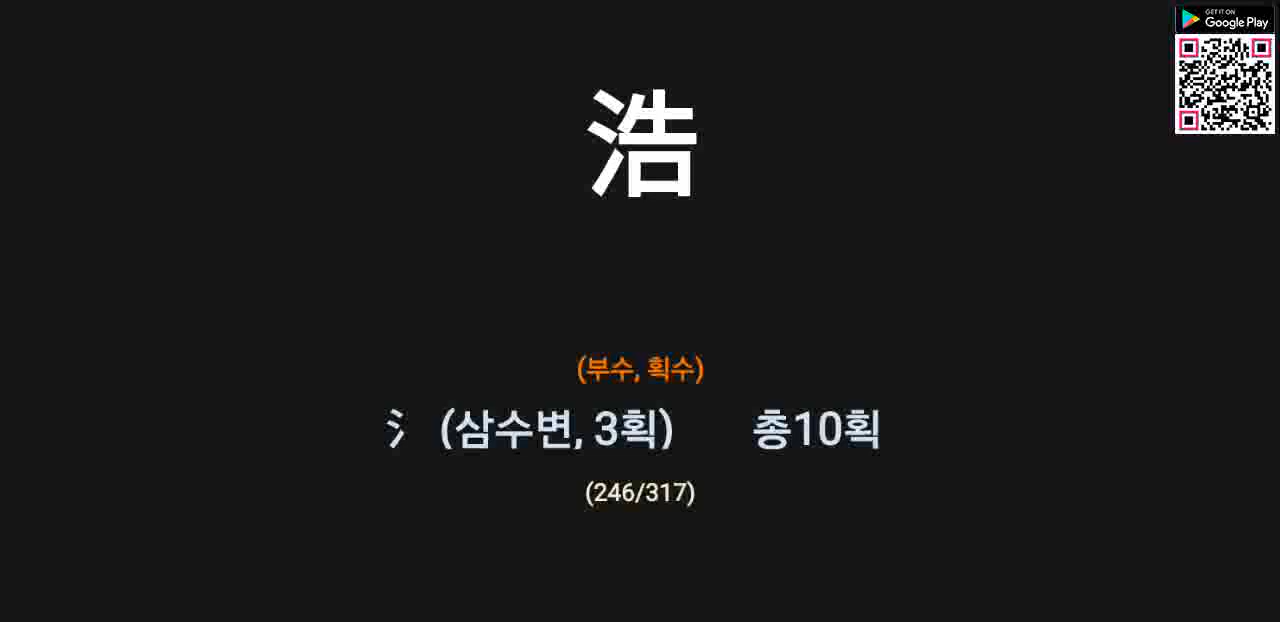 GET IT ON
Google Play
浩
(부수, 획수)
氵 (삼수변, 3획) 총10획
(246/317)